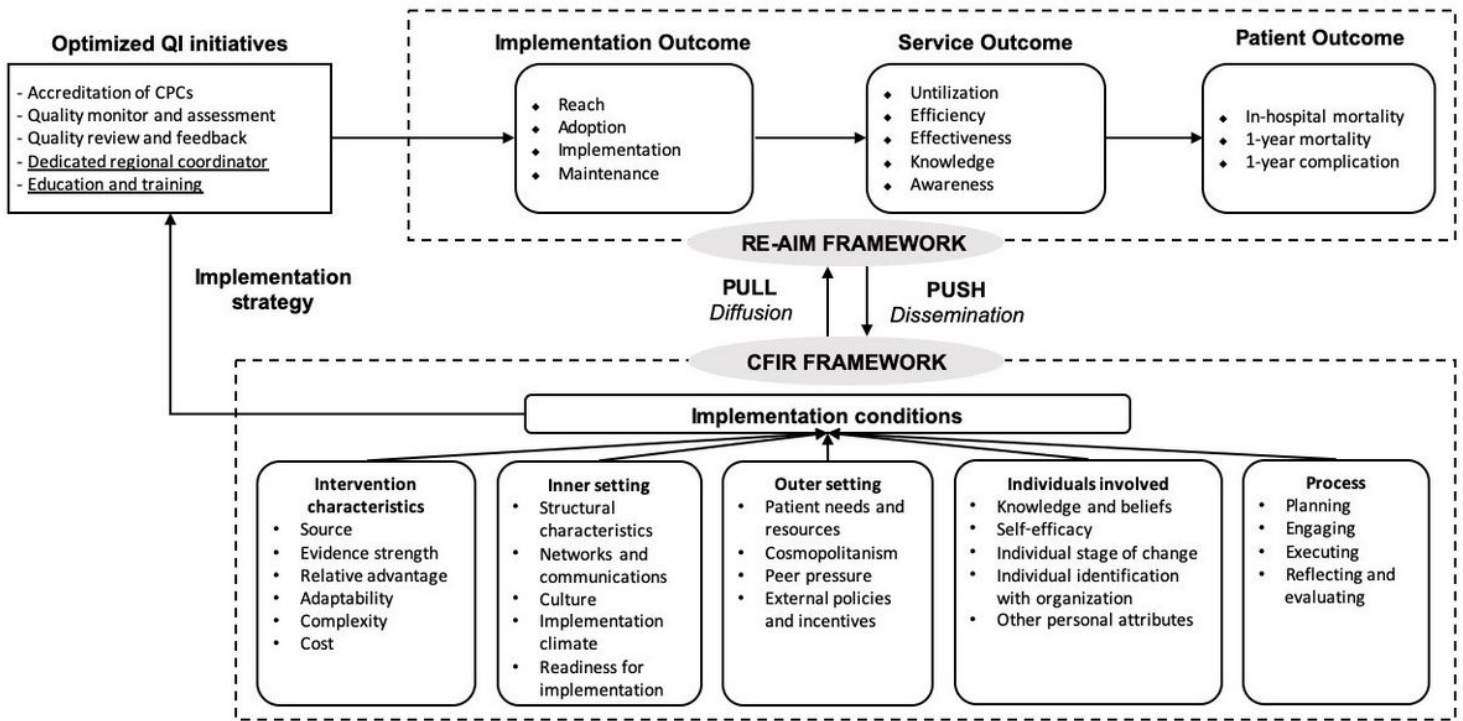 Optimized QI initiatives
- Accreditation of CPCs
- Quality monitor and assessment
- Quality review and feedback
- Dedicated regional coordinator
- Education and training
Implementation Outcome
◆ Reach
◆ Adoption
◆ Implementation
◆ Maintenance
Service Outcome
◆ Untilization
◆ Efficiency
◆ Effectiveness
◆ Knowledge
◆ Awareness
Patient Outcome
◆ In-hospital mortality
◆ 1-year mortality
◆ 1-year complication
RE-AIM FRAMEWORK
Implementation
strategy
PULL
Diffusion
PUSH
Dissemination
CFIR FRAMEWORK
Implementation conditions
Intervention
characteristics
• Source
• Evidence strength
• Relative advantage
• Adaptability
• Complexity
• Cost
Inner setting
• Structural
characteristics
• Networks and
communications
• Culture
• Implementation
climate
• Readiness for
implementation
Outer setting
• Patient needs and
resources
• Cosmopolitanism
• Peer pressure
• External policies
and incentives
Individuals involved
• Knowledge and beliefs
• Self-efficacy
• Individual stage of change
• Individual identification
with organization
• Other personal attributes
Process
• Planning
• Engaging
• Executing
• Reflecting and
evaluating